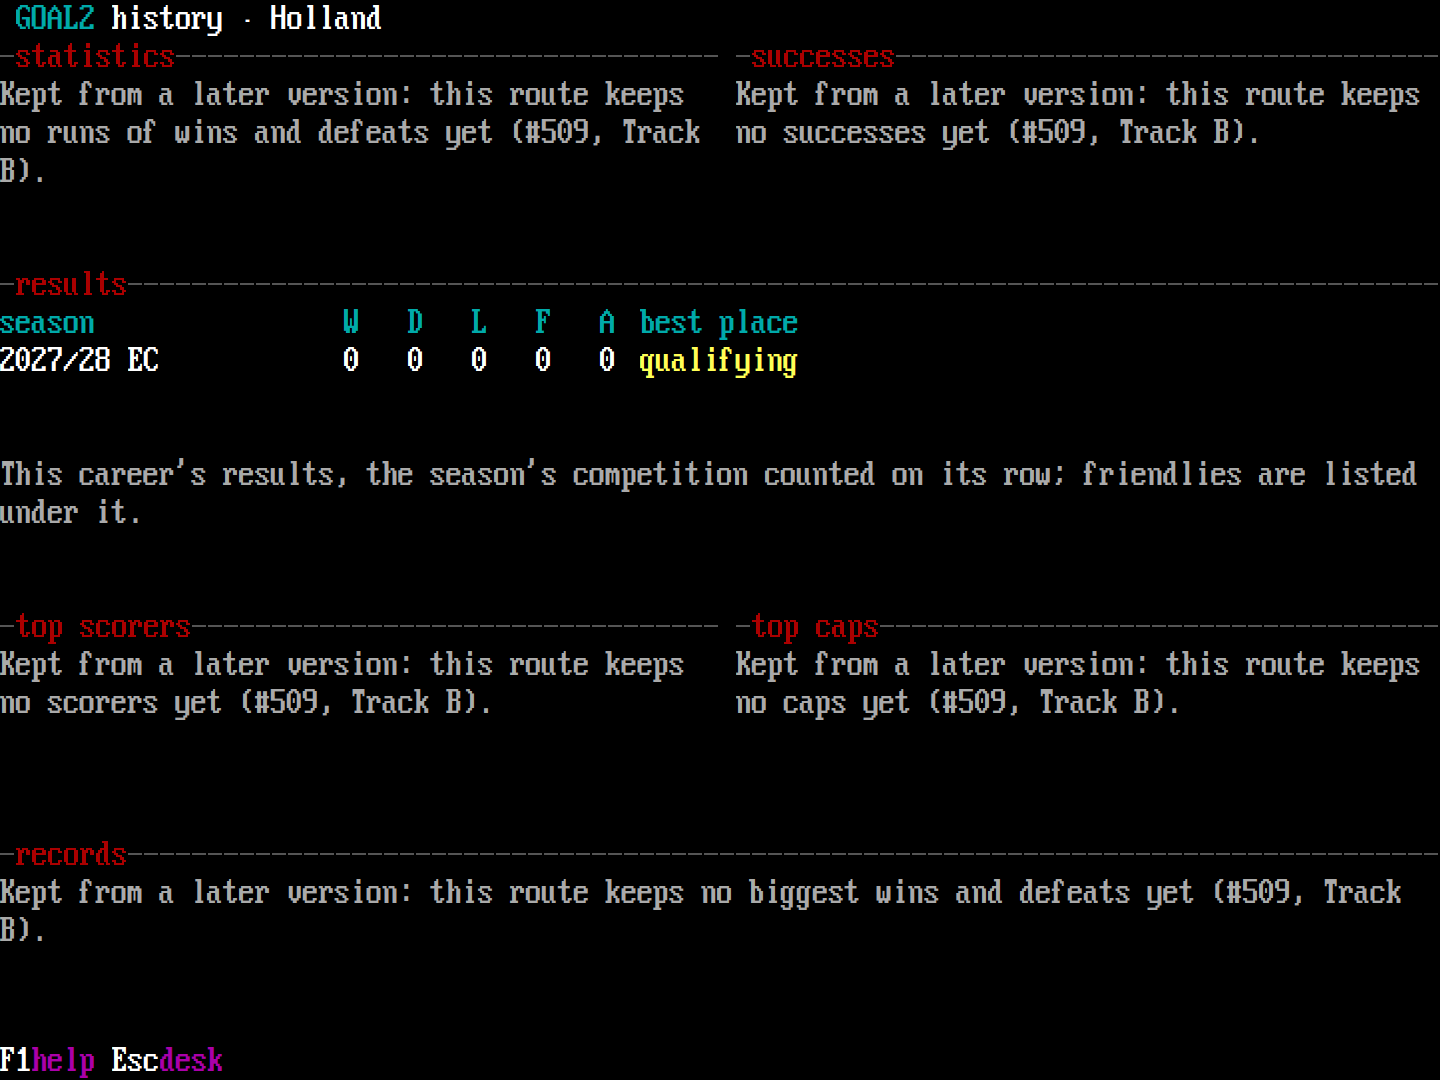 GOAL2 history · Holland
statistics
Kept from a later version: this route keeps
no runs of wins and defeats yet (#509, Track
B).
successes
Kept from a later version: this route keeps
no successes yet (#509, Track B).
results
season W D L F A best place
2027/28 EC 0 0 0 0 0 qualifying
This career's results, the season's competition counted on its row; friendlies are listed
under it.
top scorers
Kept from a later version: this route keeps
no scorers yet (#509, Track B).
top caps
Kept from a later version: this route keeps
no caps yet (#509, Track B).
records
Kept from a later version: this route keeps no biggest wins and defeats yet (#509, Track
B).
F1help Escdesk